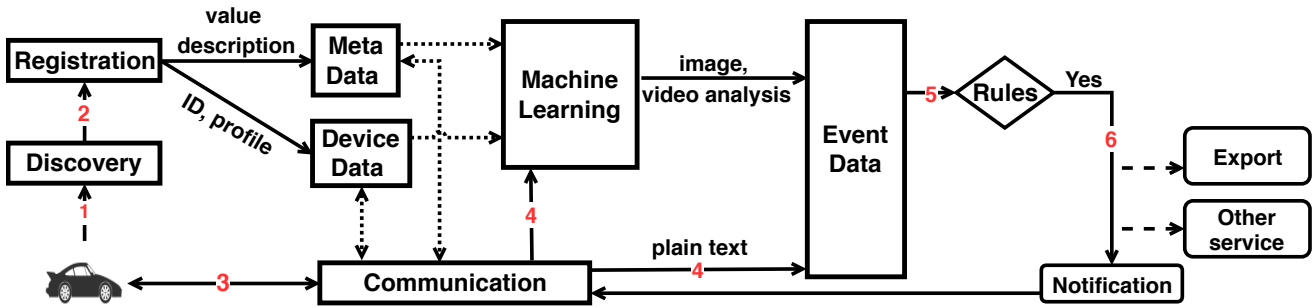 value
description
Registration
Meta
Data
Machine
Learning
image,
video analysis
5
Rules
Yes
2
ID, profile
6
Discovery
Device
Data
Event
Data
Export
1
4
Other
service
plain text
4
3
Communication
Notification